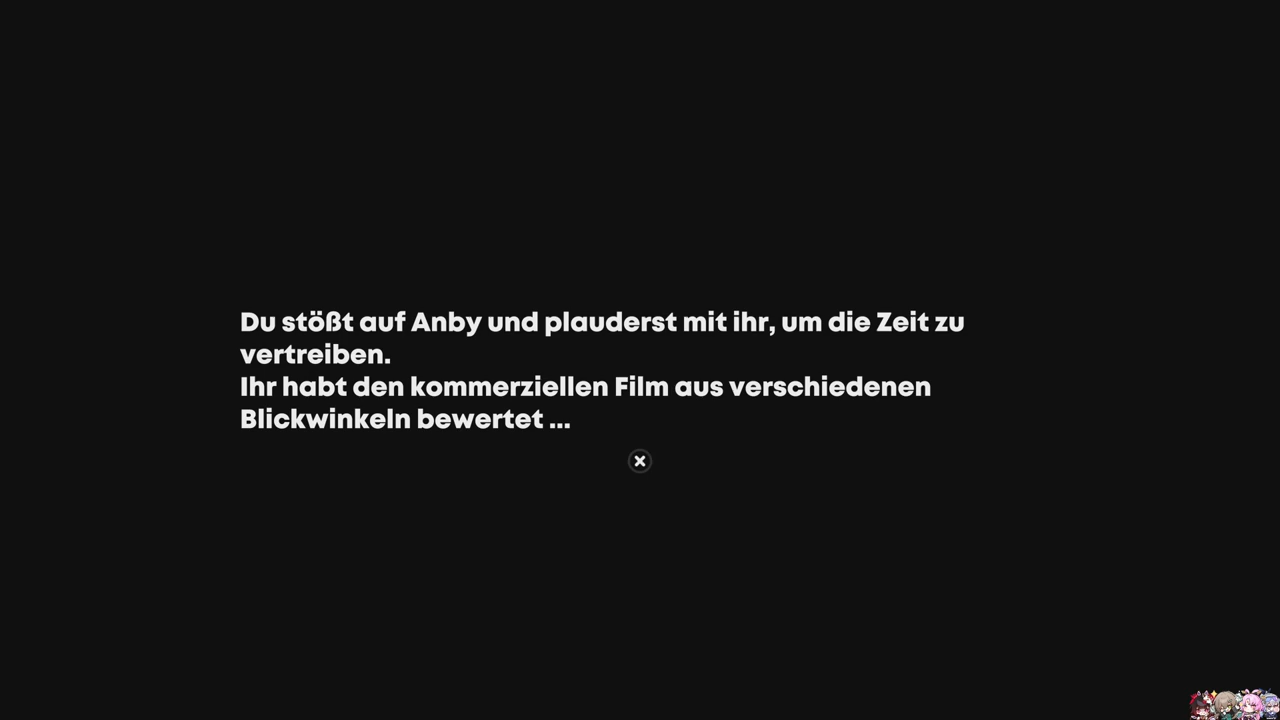 Du stößt auf Anby und plauderst mit ihr, um die Zeit zu
vertreiben.
Ihr habt den kommerziellen Film aus verschiedenen
Blickwinkeln bewertet ...